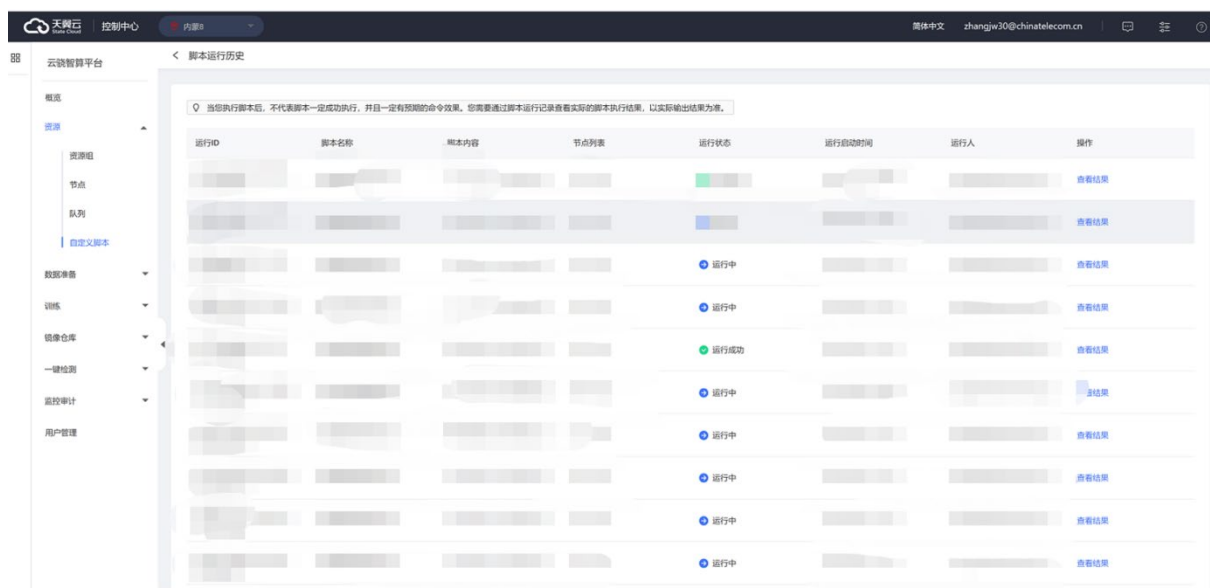 天翼云 State Cloud 控制中心 内蒙8 简体中文 zhangjw30@chinatelecom.cn
云骁智算平台
脚本运行历史
概览
资源
资源组
节点
队列
自定义脚本
数据准备
训练
镜像仓库
一键检测
监控审计
用户管理
当您执行脚本后，不代表脚本一定成功执行，并且一定有预期的命令效果。您需要通过脚本运行记录查看实际的脚本执行结果，以实际输出结果为准。
运行ID 脚本名称 脚本内容 节点列表 运行状态 运行启动时间 运行人 操作
查看结果
查看结果
运行中 查看结果
运行中 查看结果
运行成功 查看结果
运行中 看结果
运行中 查看结果
运行中 查看结果
运行中 查看结果
运行中 查看结果